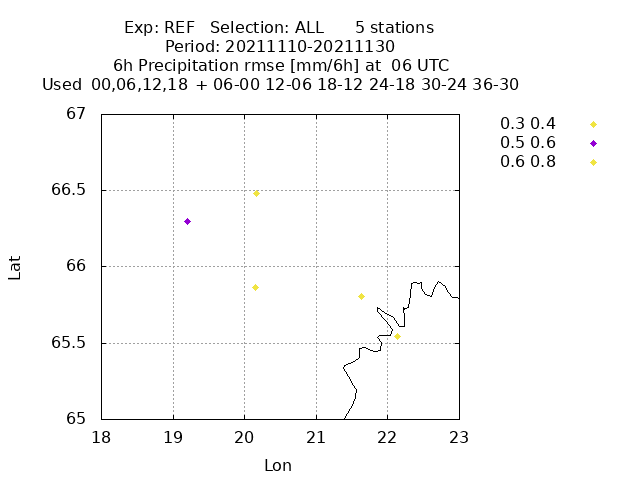 Exp: REF   Selection: ALL      5 stations
Period: 20211110-20211130
6h Precipitation rmse [mm/6h] at  06 UTC
Used  00,06,12,18  + 06-00 12-06 18-12 24-18 30-24 36-30
0.3 0.4
0.5 0.6
0.6 0.8
67
66.5
66
65.5
65
Lat
18 19 20 21 22 23
Lon